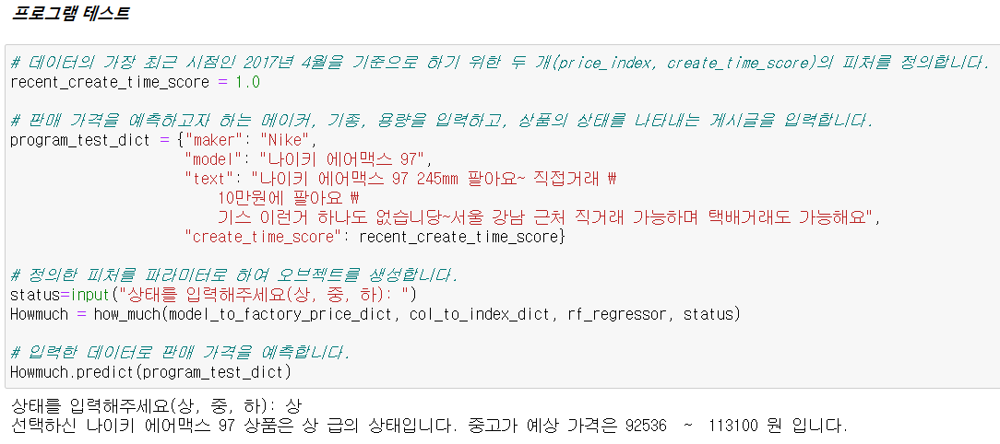 프로그램 테스트
# 데이터의 가장 최근 시점인 2017년 4월을 기준으로 하기 위한 두 개(price_index, create_time_score)의 피처를 정의합니다.
recent_create_time_score = 1.0
# 판매 가격을 예측하고자 하는 메이커, 기종, 용량을 입력하고, 상품의 상태를 나타내는 게시글을 입력합니다.
program_test_dict = {"maker": "Nike",
"model": "나이키 에어맥스 97",
"text": "나이키 에어맥스 97 245mm 팔아요~ 직접거래 ₩
10만원에 팔아요 ₩
기스 이런거 하나도 없습니당~서울 강남 근처 직거래 가능하며 택배거래도 가능해요",
"create_time_score": recent_create_time_score}
# 정의한 피처를 파라미터로 하여 오브젝트를 생성합니다.
status=input("상태를 입력해주세요(상, 중, 하): ")
Howmuch = how_much(model_to_factory_price_dict, col_to_index_dict, rf_regressor, status)
# 입력한 데이터로 판매 가격을 예측합니다.
Howmuch.predict(program_test_dict)
상태를 입력해주세요(상, 중, 하): 상
선택하신 나이키 에어맥스 97 상품은 상 급의 상태입니다. 중고가 예상 가격은 92536  ~  113100 원 입니다.